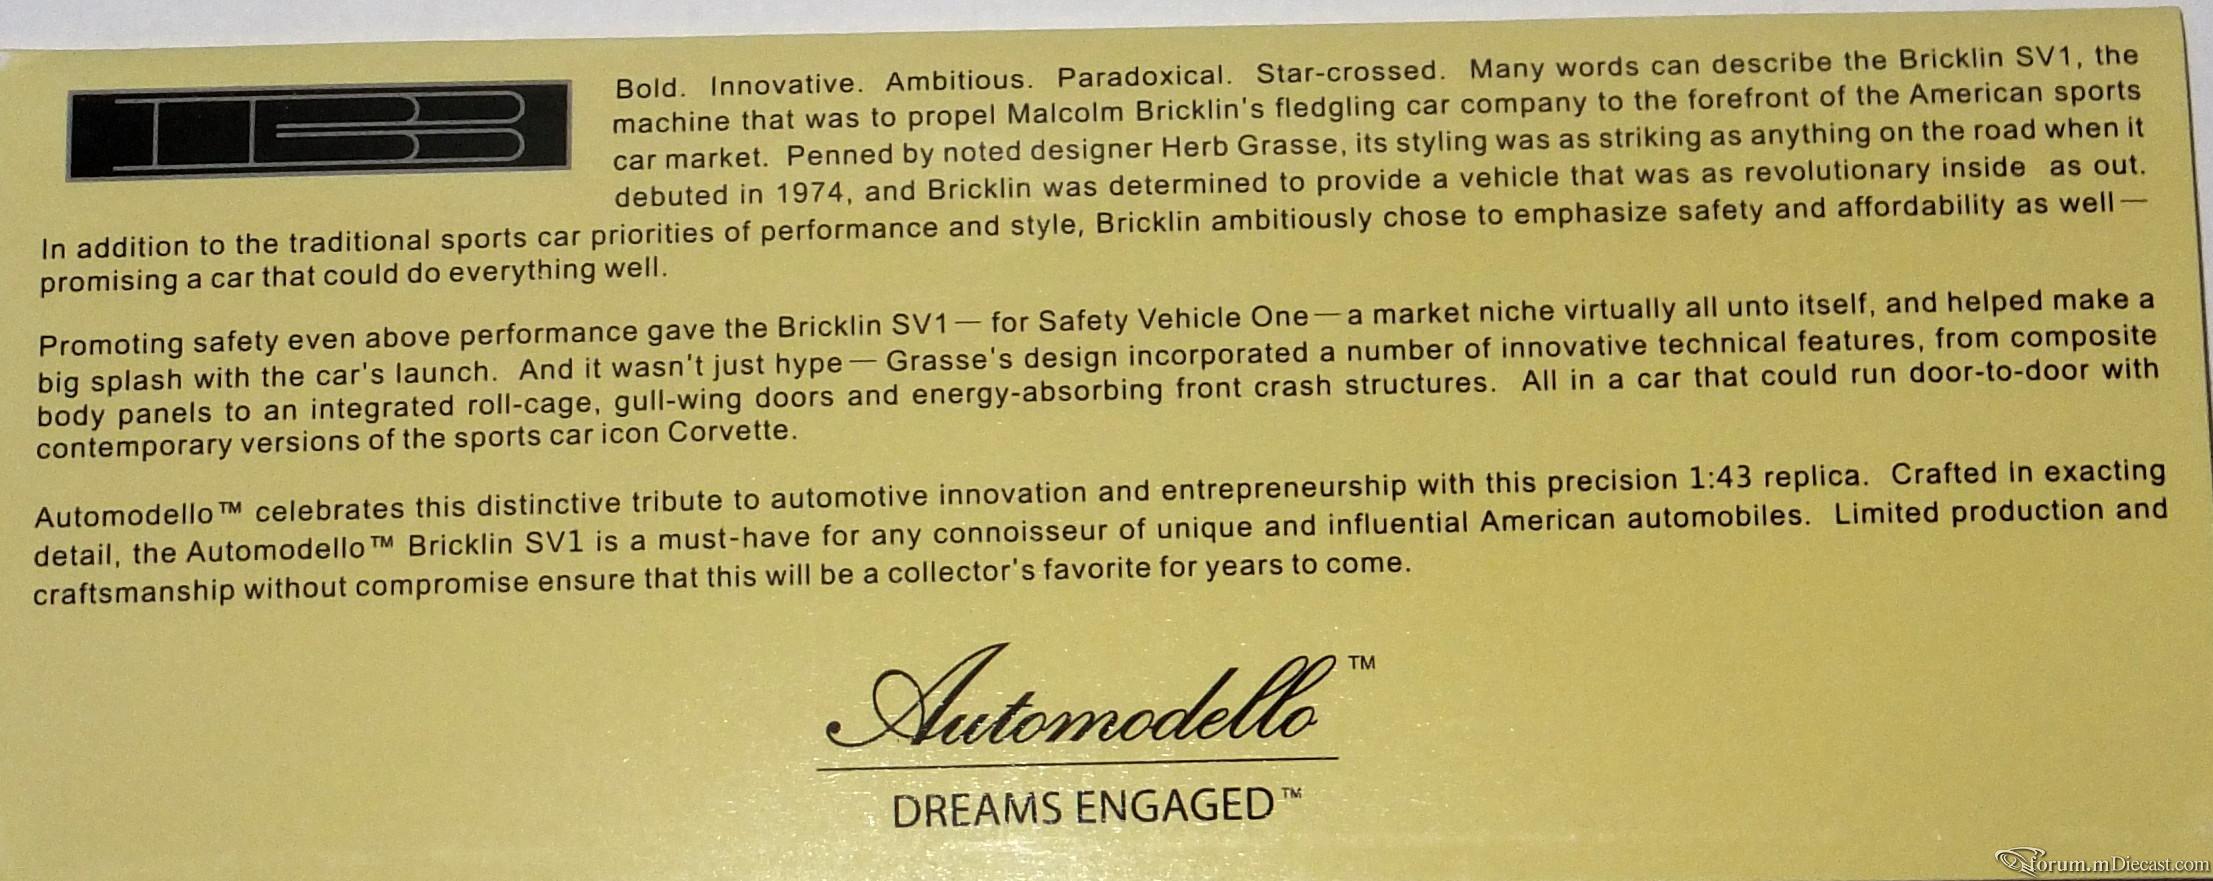 Bold. Innovative. Ambitious. Paradoxical. Star-crossed. Many words can describe the Bricklin SV1, the
machine that was to propel Malcolm Bricklin's fledgling car company to the forefront of the American sports
car market. Penned by noted designer Herb Grasse, its styling was as striking as anything on the road when it
debuted in 1974, and Bricklin was determined to provide a vehicle that was as revolutionary inside as out.
In addition to the traditional sports car priorities of performance and style, Bricklin ambitiously chose to emphasize safety and affordability as well—
promising a car that could do everything well.
Promoting safety even above performance gave the Bricklin SV1— for Safety Vehicle One—a market niche virtually all unto itself, and helped make a
big splash with the car's launch. And it wasn't just hype— Grasse's design incorporated a number of innovative technical features, from composite
body panels to an integrated roll-cage, gull-wing doors and energy-absorbing front crash structures. All in a car that could run door-to-door with
contemporary versions of the sports car icon Corvette.
Automodello™ celebrates this distinctive tribute to automotive innovation and entrepreneurship with this precision 1:43 replica. Crafted in exacting
detail, the Automodello™ Bricklin SV1 is a must-have for any connoisseur of unique and influential American automobiles. Limited production and
craftsmanship without compromise ensure that this will be a collector's favorite for years to come.
Automodello™
DREAMS ENGAGED™
forum.mDiecast.com